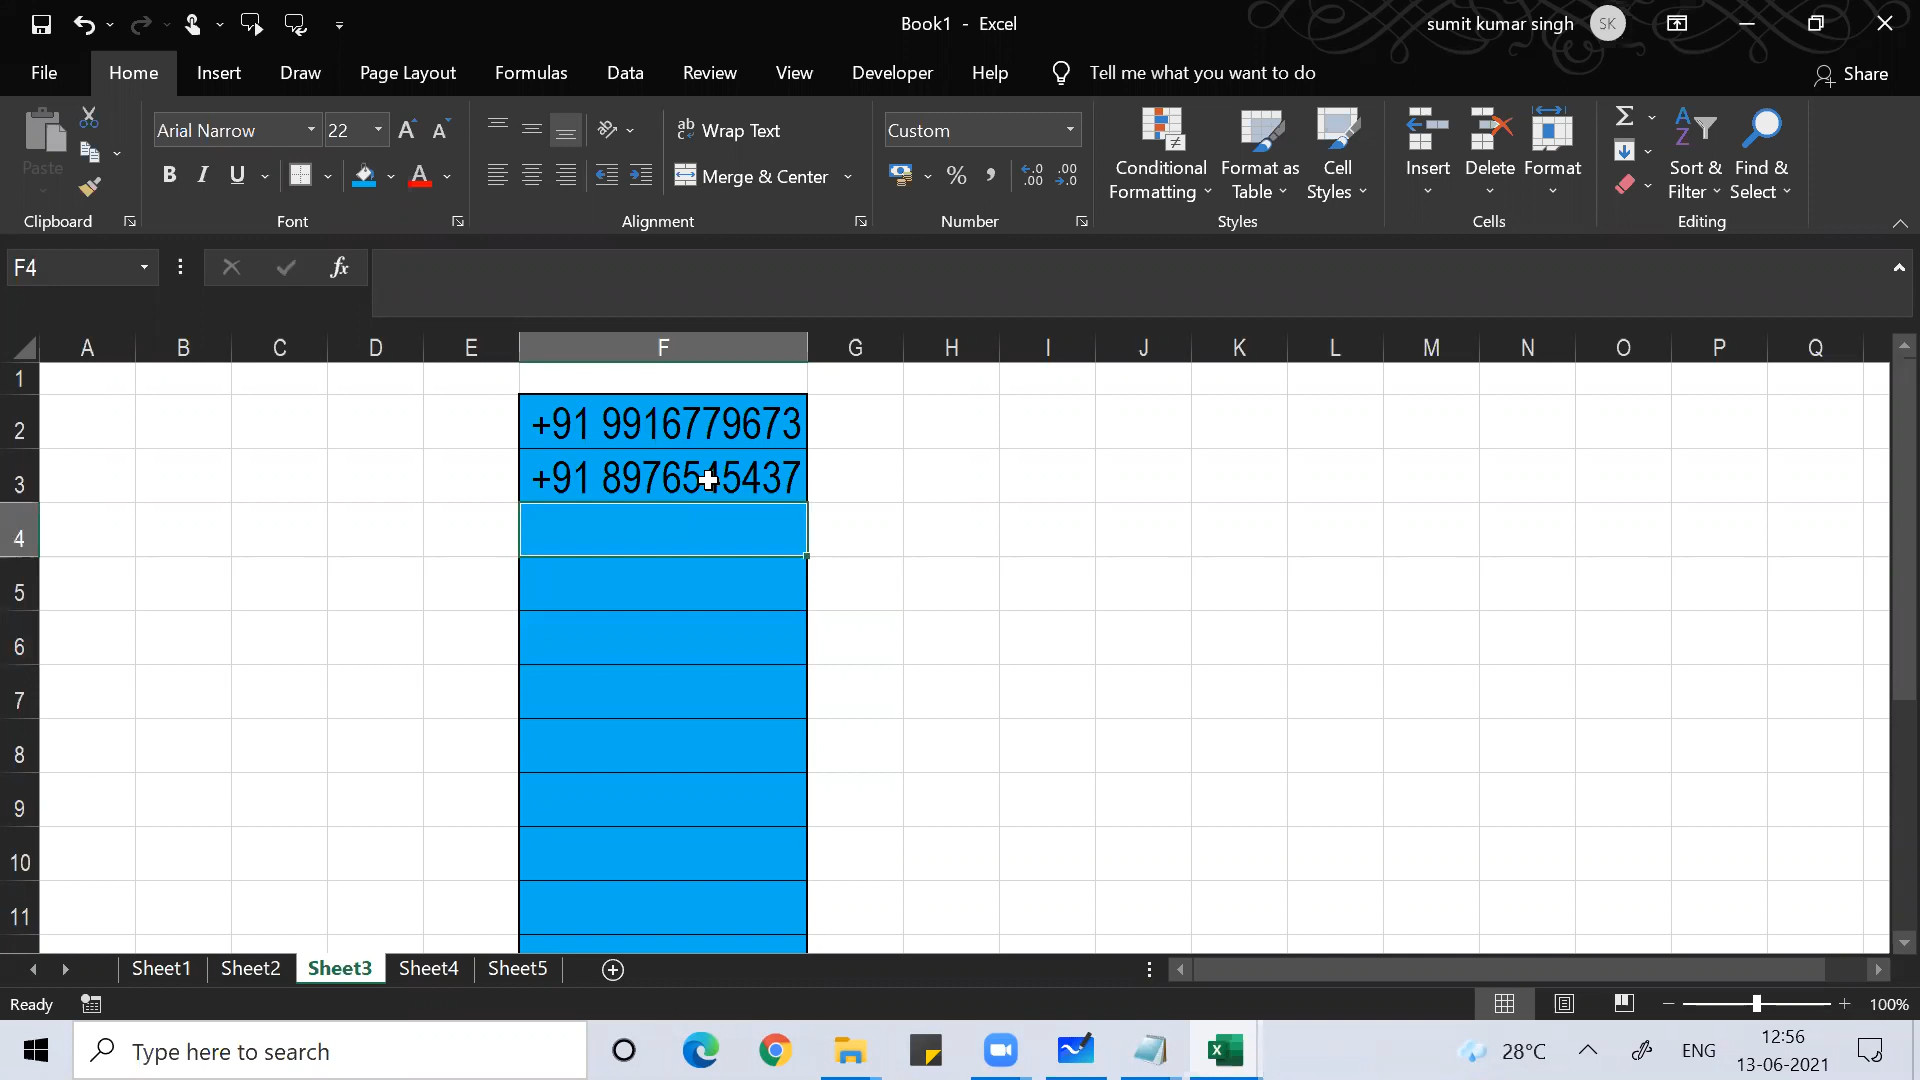 Book1 - Excel
sumit kumar singh
SK
File Home Insert Draw Page Layout Formulas Data Review View Developer Help Tell me what you want to do
Share
Paste
Arial Narrow 22
B I U
A A
A
ab Wrap Text
Merge & Center
Custom
% ,
Conditional Formatting
Format as Table
Cell Styles
Insert Delete Format
Sort & Filter
Find & Select
Clipboard Font Alignment Number Styles Cells Editing
F4
fx
A B C D E F G H I J K L M N O P Q
1
2 +91 9916779673
3 +91 8976545437
4
5
6
7
8
9
10
11
Sheet1 Sheet2 Sheet3 Sheet4 Sheet5
Ready
100%
Type here to search
28°C
ENG
12:56
13-06-2021